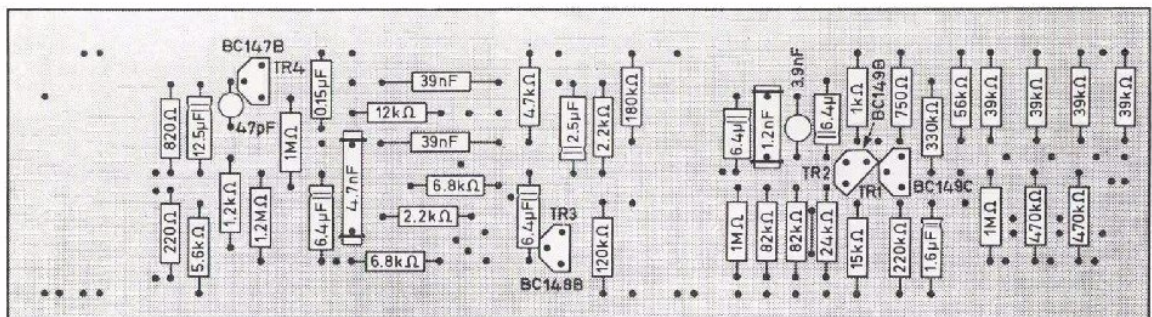 BC147B
TR4
820Ω
12.5µF
47pF
1MΩ
0.15µF
39nF
12kΩ
39nF
4.7nF
6.8kΩ
2.2kΩ
6.8kΩ
220Ω
5.6kΩ
1.2kΩ
1.2MΩ
6.4µF
4.7kΩ
2.5µF
2.2kΩ
180kΩ
6.4µF
TR3
BC148B
120kΩ
6.4µ
1.2nF
3.9nF
6.4µ
1kΩ
BC149B
750Ω
330kΩ
56kΩ
39kΩ
39kΩ
39kΩ
39kΩ
TR2
TR1
BC149C
1MΩ
82kΩ
82kΩ
24kΩ
15kΩ
220kΩ
1.6µF
1MΩ
470kΩ
470kΩ